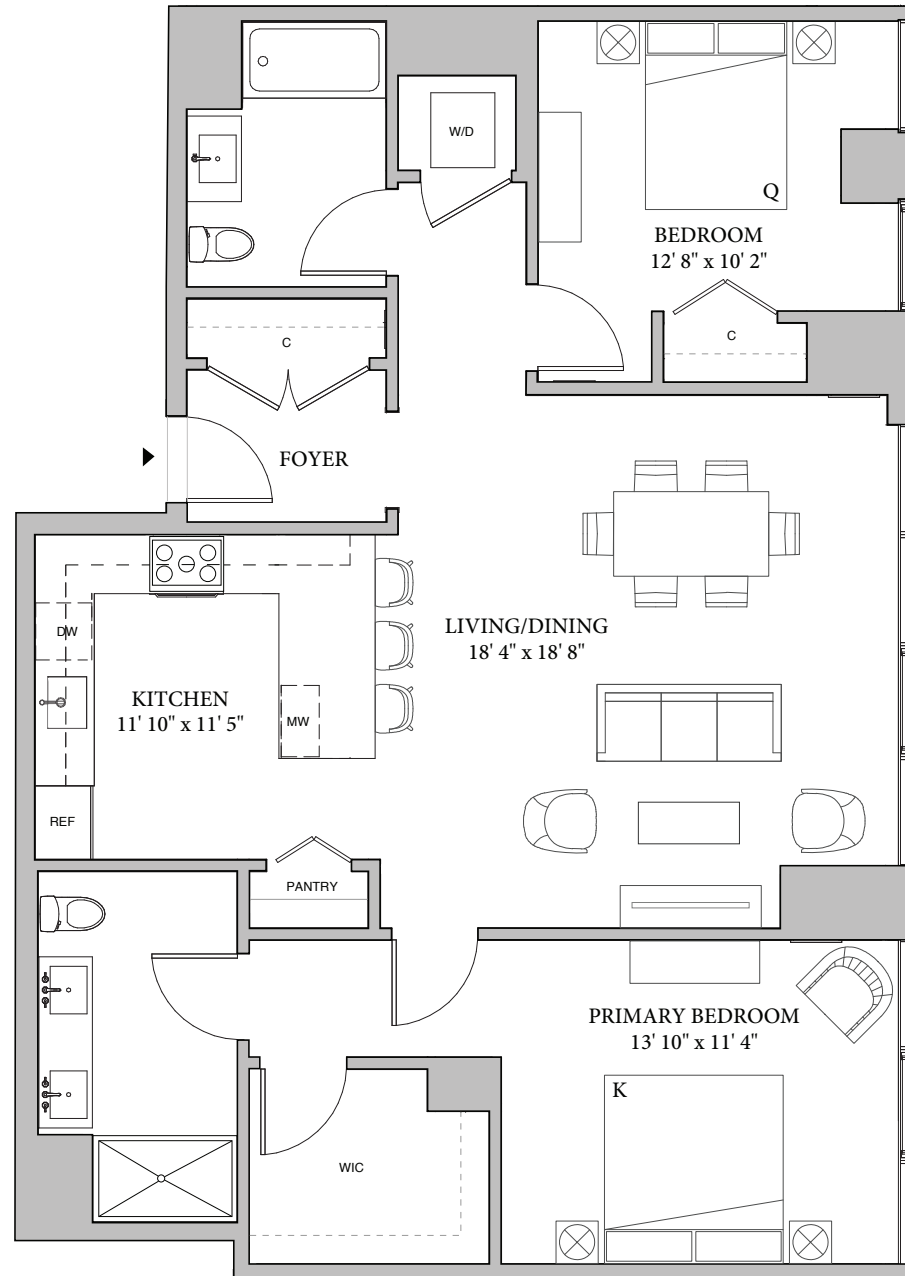 W/D
Q
BEDROOM
12' 8" x 10' 2"
C
C
FOYER
LIVING/DINING
18' 4" x 18' 8"
DW
KITCHEN
11' 10" x 11' 5"
MW
REF
PANTRY
PRIMARY BEDROOM
13' 10" x 11' 4"
K
WIC